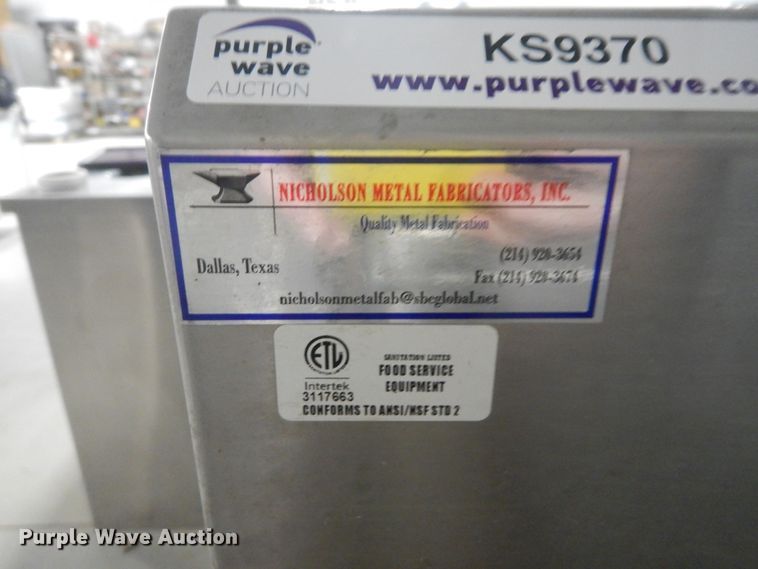 purple
wave
AUCTION
KS9370
www.purplewave.co
NICHOLSON METAL FABRICATORS, INC.
Quality Metal Fabrication
(214) 928-3654
Dallas, Texas
Fax (214) 928-3674
nicholsonmetalfab@sbcglobal.net
ETL
Intertek
3117663
SANITATION LISTED
FOOD SERVICE
EQUIPMENT
CONFORMS TO ANSI/NSF STD 2
Purple Wave Auction